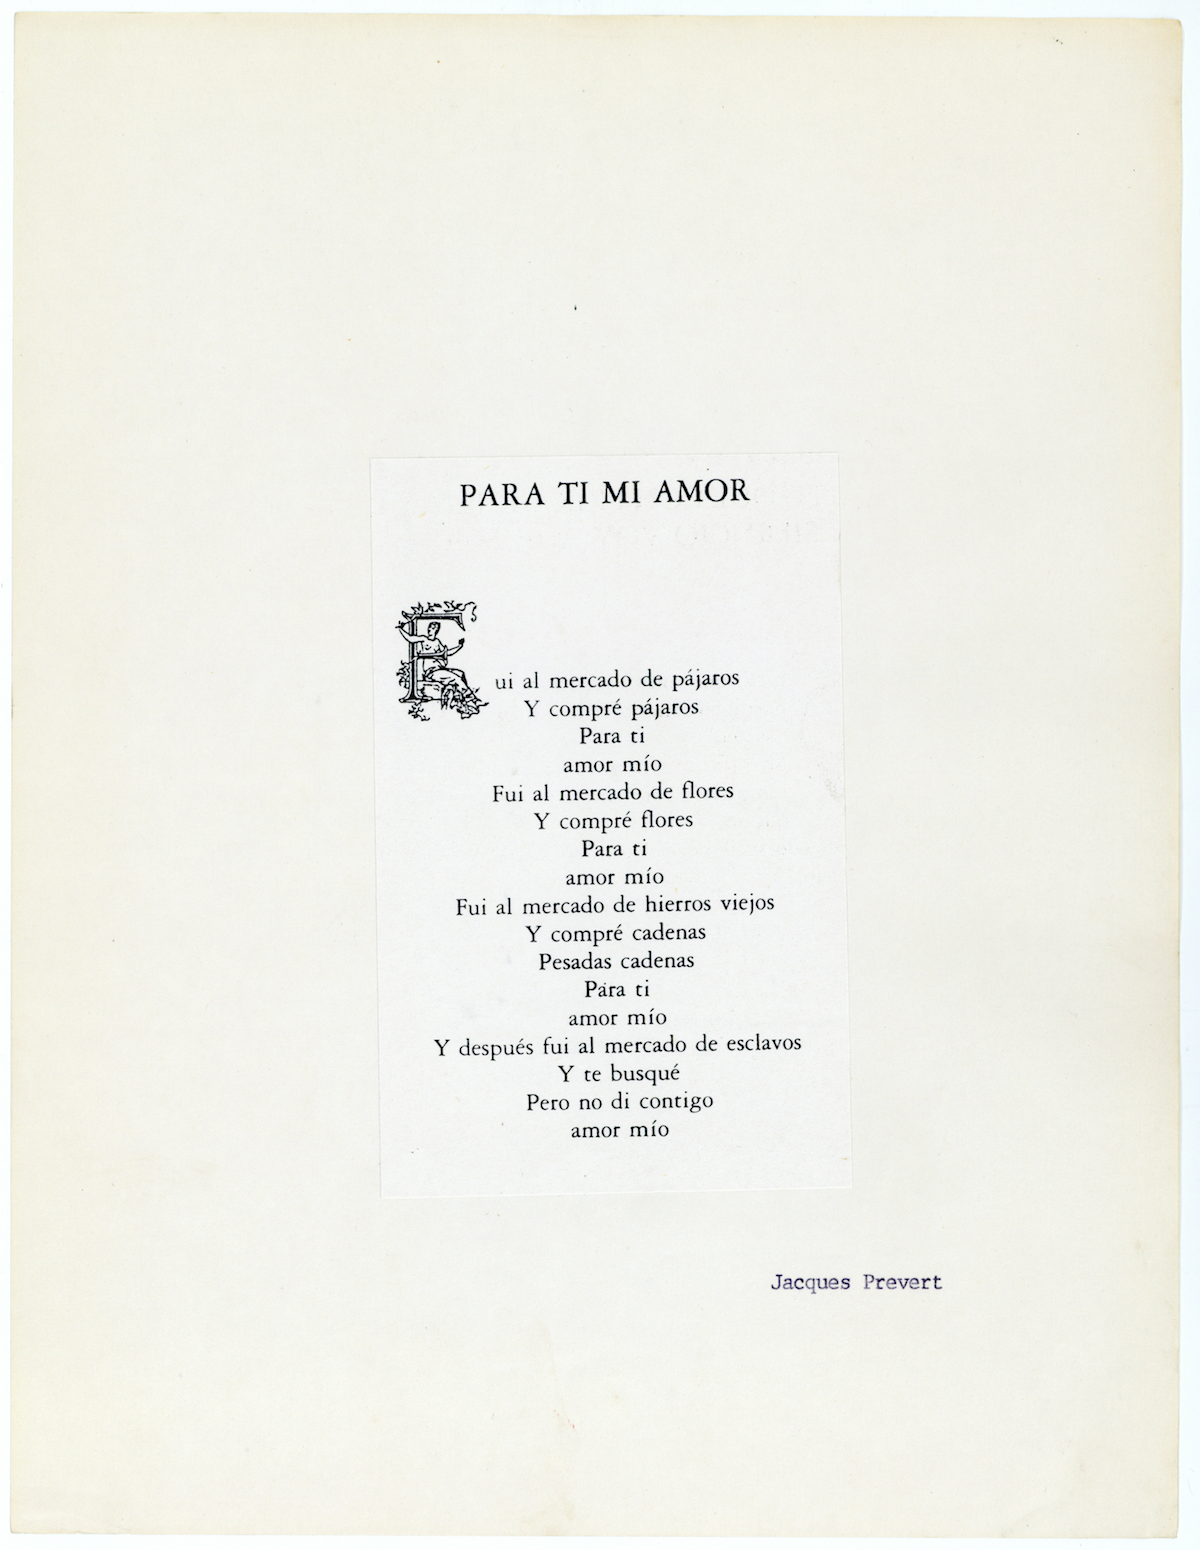 PARA TI MI AMOR
Fui al mercado de pájaros
Y compré pájaros
Para ti
amor mío
Fui al mercado de flores
Y compré flores
Para ti
amor mío
Fui al mercado de hierros viejos
Y compré cadenas
Pesadas cadenas
Para ti
amor mío
Y después fui al mercado de esclavos
Y te busqué
Pero no di contigo
amor mío
Jacques Prevert